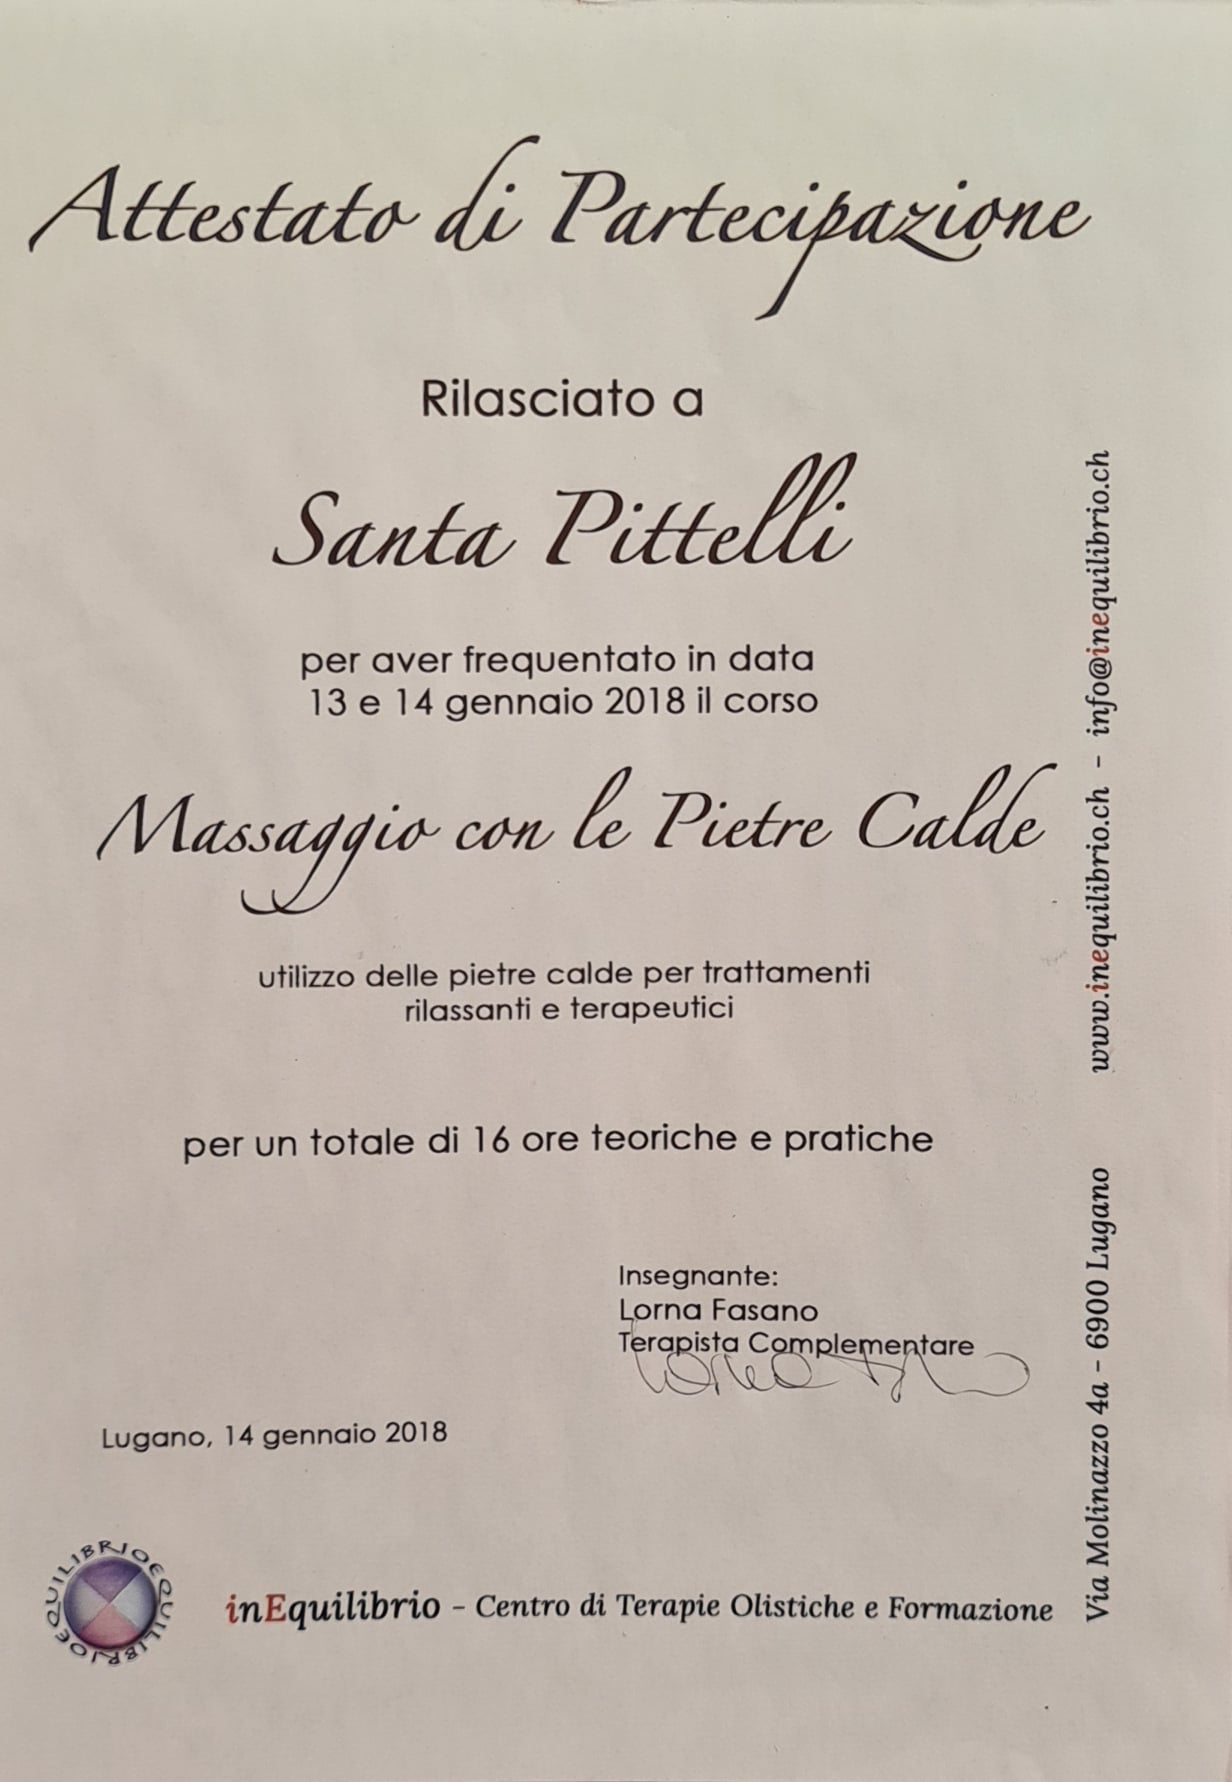 Attestato di Partecipazione
Rilasciato a
Santa Pittelli
per aver frequentato in data
13 e 14 gennaio 2018 il corso
Massaggio con le Pietre Calde
utilizzo delle pietre calde per trattamenti
rilassanti e terapeutici
per un totale di 16 ore teoriche e pratiche
Insegnante:
Lorna Fasano
Terapista Complementare
Lugano, 14 gennaio 2018
EQUILIBRIOEQUILIBRIO
inEquilibrio - Centro di Terapie Olistiche e Formazione
Via Molinazzo 4a - 6900 Lugano www.inequilibrio.ch - info@inequilibrio.ch